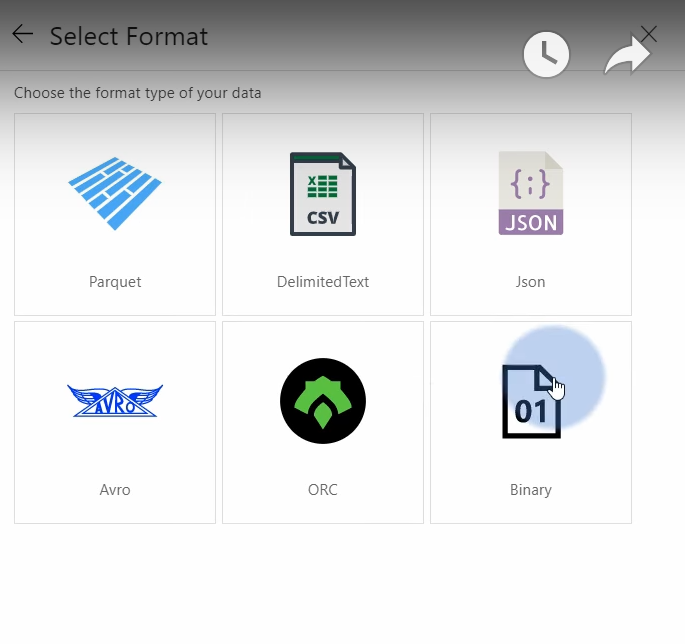 Select Format
Choose the format type of your data
X
CSV
{;}
JSON
Parquet
DelimitedText
Json
AVRO
01
Avro
ORC
Binary